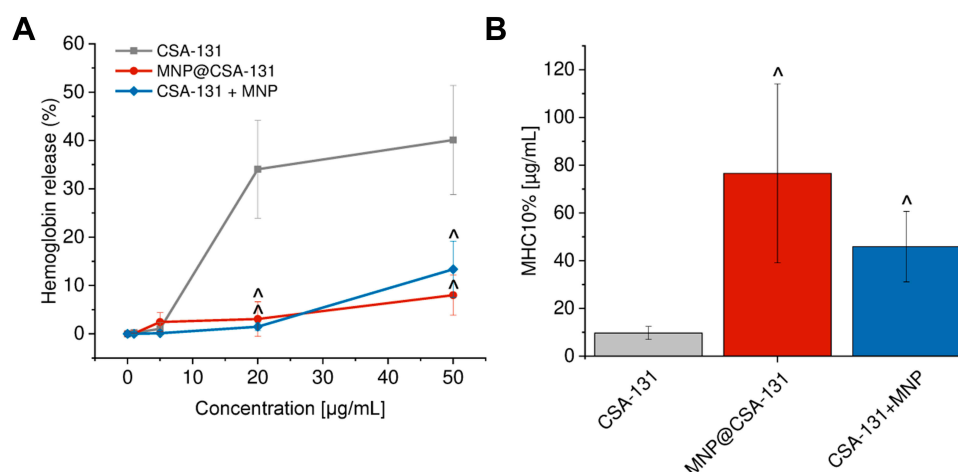 A
60
50
40
30
20
10
0
Hemoglobin release (%)
CSA-131
MNP@CSA-131
CSA-131 + MNP
^
^
^
^
0
10
20
30
40
50
Concentration [µg/mL]
B
120
100
80
60
40
20
0
MHC10% [µg/mL]
^
^
CSA-131
MNP@CSA-131
CSA-131+MNP